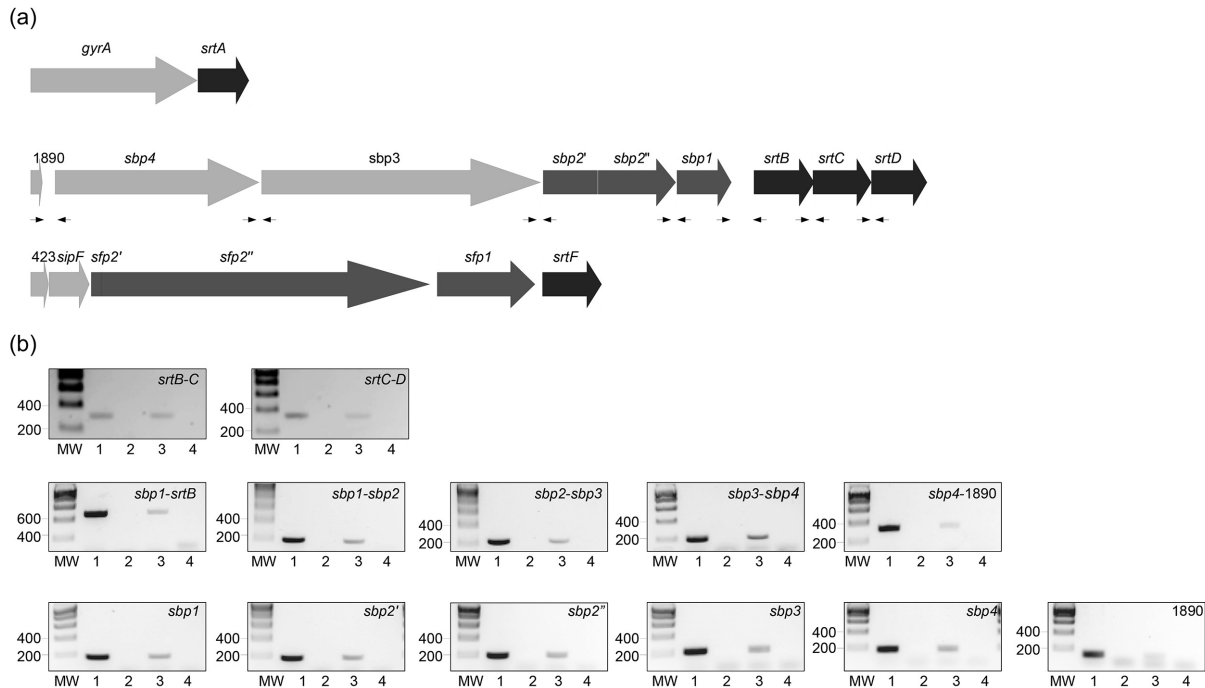 (a)
gyrA srtA
1890 sbp4 sbp3 sbp2' sbp2" sbp1 srtB srtC srtD
423 sipF sfp2' sfp2" sfp1 srtF
(b)
srtB-C srtC-D
400 400
200 200
MW 1 2 3 4 MW 1 2 3 4
sbp1-srtB sbp1-sbp2 sbp2-sbp3 sbp3-sbp4 sbp4-1890
600 200 400 400 400
400 200 200 200
MW 1 2 3 4 MW 1 2 3 4 MW 1 2 3 4 MW 1 2 3 4 MW 1 2 3 4
sbp1 sbp2' sbp2" sbp3 sbp4 1890
400 400 400 400 400 400
200 200 200 200 200 200
MW 1 2 3 4 MW 1 2 3 4 MW 1 2 3 4 MW 1 2 3 4 MW 1 2 3 4 MW 1 2 3 4